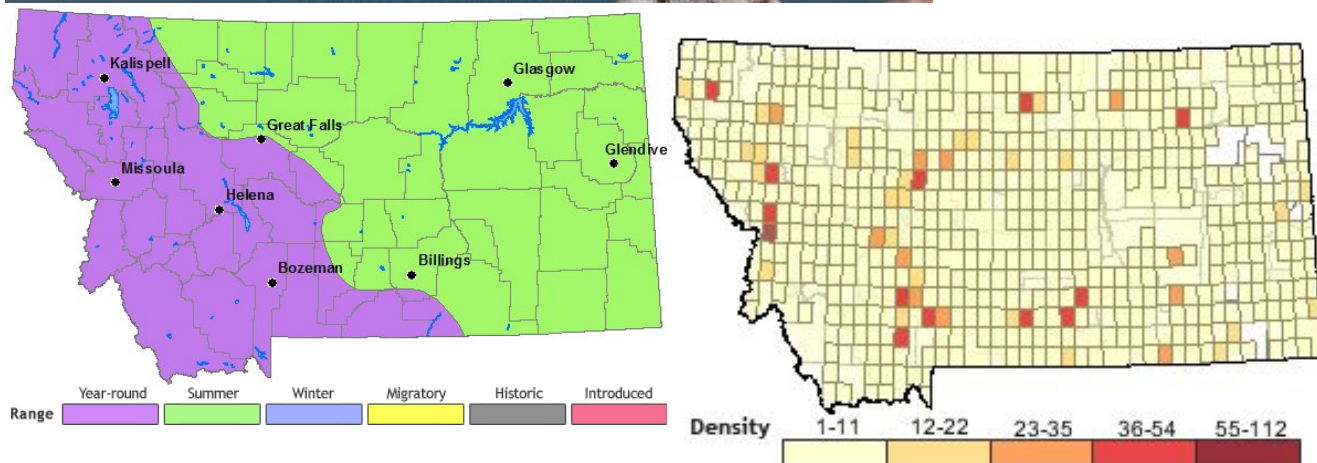 Kalispell
Glasgow
Great Falls
Glendive
Missoula
Helena
Billings
Bozeman
Year-round Summer Winter Migratory Historic Introduced
Range
Density 1-11 12-22 23-35 36-54 55-112